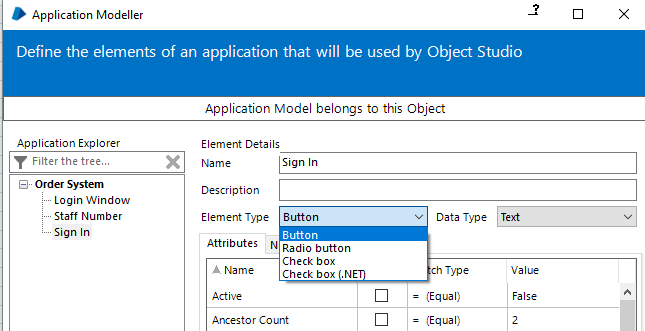 Application Modeller
?
Define the elements of an application that will be used by Object Studio
Application Model belongs to this Object
Application Explorer
Filter the tree...
Order System
Login Window
Staff Number
Sign In
Element Details
Name Sign In
Description
Element Type Button Data Type Text
Button
Radio button
Check box
Check box (.NET)
Attributes N
Name tch Type Value
Active = (Equal) False
Ancestor Count = (Equal) 2